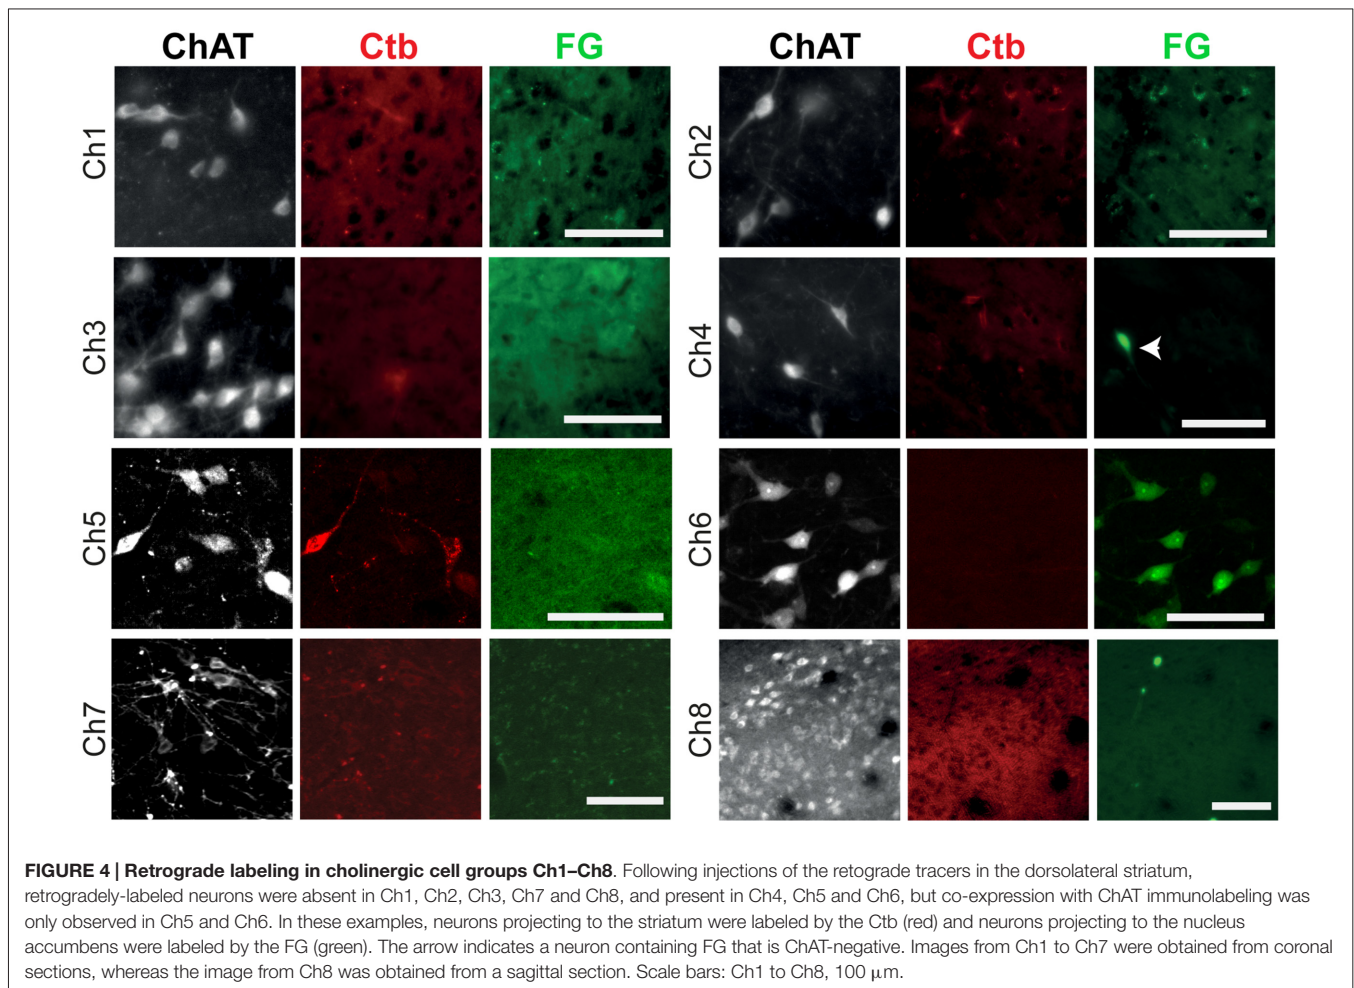 ChAT Ctb FG ChAT Ctb FG
Ch1 Ch2
Ch3 Ch4
Ch5 Ch6
Ch7 Ch8
FIGURE 4 | Retrograde labeling in cholinergic cell groups Ch1–Ch8. Following injections of the retograde tracers in the dorsolateral striatum,
retrogradely-labeled neurons were absent in Ch1, Ch2, Ch3, Ch7 and Ch8, and present in Ch4, Ch5 and Ch6, but co-expression with ChAT immunolabeling was
only observed in Ch5 and Ch6. In these examples, neurons projecting to the striatum were labeled by the Ctb (red) and neurons projecting to the nucleus
accumbens were labeled by the FG (green). The arrow indicates a neuron containing FG that is ChAT-negative. Images from Ch1 to Ch7 were obtained from coronal
sections, whereas the image from Ch8 was obtained from a sagittal section. Scale bars: Ch1 to Ch8, 100 μm.